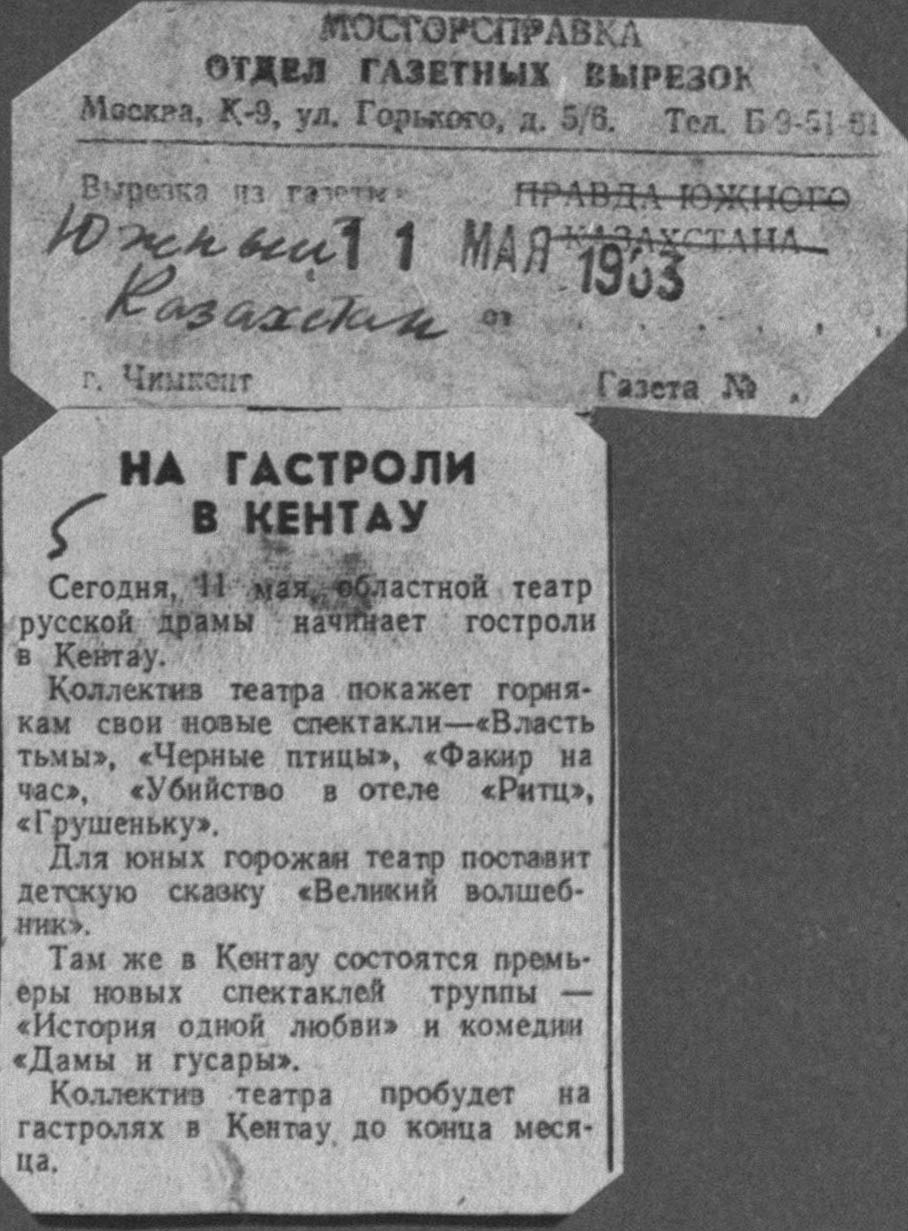 МОСГОРСПРАВКА
ОТДЕЛ ГАЗЕТНЫХ ВЫРЕЗОК
Москва, К-9, ул. Горького, д. 5/6. Тел. Б 9-51-61
Вырезка из газеты
ПРАВДА ЮЖНОГО
КАЗАХСТАНА
Южный
11 МАЯ 1963
Казахстан
от . . . . . .
г. Чимкент Газета № .
НА ГАСТРОЛИ
В КЕНТАУ
Сегодня, 11 мая, областной театр
русской драмы начинает гостроли
в Кентау.
Коллектив театра покажет горня-
кам свои новые спектакли—«Власть
тьмы», «Черные птицы», «Факир на
час», «Убийство в отеле «Ритц»,
«Грушеньку».
Для юных горожан театр поставит
детскую сказку «Великий волшеб-
ник».
Там же в Кентау состоятся премь-
еры новых спектаклей труппы —
«История одной любви» и комедии
«Дамы и гусары».
Коллектив театра пробудет на
гастролях в Кентау до конца меся-
ца.